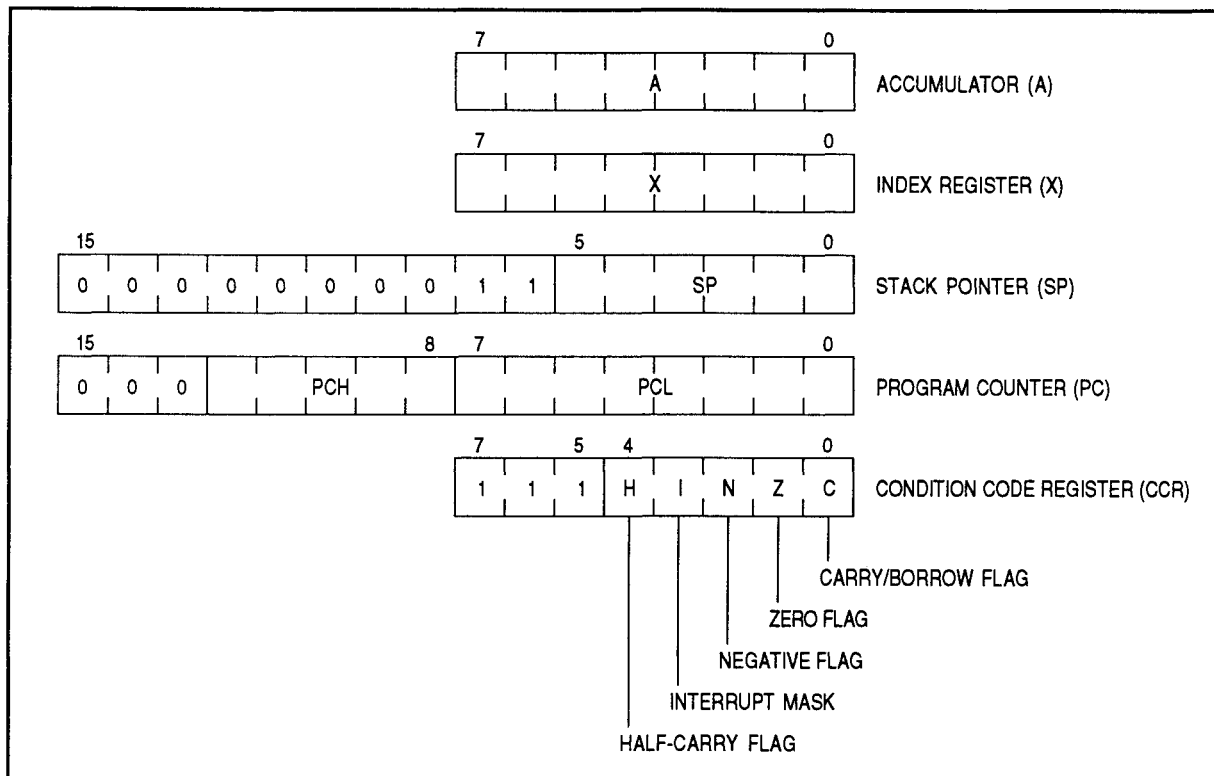 7 0
A ACCUMULATOR (A)
7 0
X INDEX REGISTER (X)
15 5 0
0 0 0 0 0 0 0 0 1 1 SP STACK POINTER (SP)
15 8 7 0
0 0 0 PCH PCL PROGRAM COUNTER (PC)
7 5 4 0
1 1 1 H I N Z C CONDITION CODE REGISTER (CCR)
CARRY/BORROW FLAG
ZERO FLAG
NEGATIVE FLAG
INTERRUPT MASK
HALF-CARRY FLAG